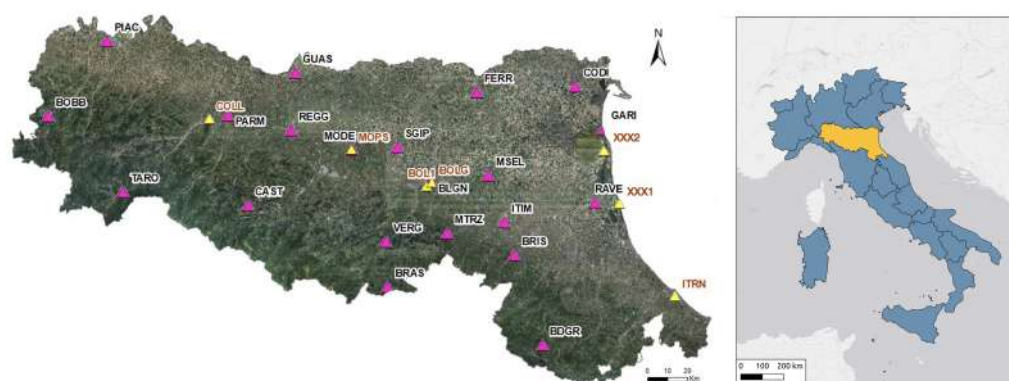 PIAC
GUAS
N
FERR
CODI
BOBB
COLL
PARM
REGG
MODE MOPS
SGIP
GARI
XXX2
BOL1 BOLG
BLGN
MSEL
TARO
CAST
RAVE XXX1
VERG
MTRZ
ITIM
BRIS
BRAS
ITRN
BDGR
0 10 20
Km
0 100 200 km